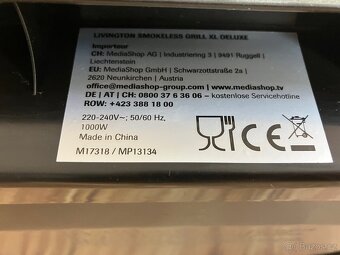 LIVINGTON SMOKELESS GRILL XL DELUXE
Importeur
CH: MediaShop AG | Industriering 3 | 9491 Ruggell |
Liechtenstein
EU: MediaShop GmbH | Schwarzottstraße 2a |
2620 Neunkirchen | Austria
office@mediashop-group.com | www.mediashop.tv
DE | AT | CH: 0800 37 6 36 06 – kostenlose Servicehotline
ROW: +423 388 18 00
220-240V~; 50/60 Hz,
1000W
Made in China
M17318 / MP13134
CE